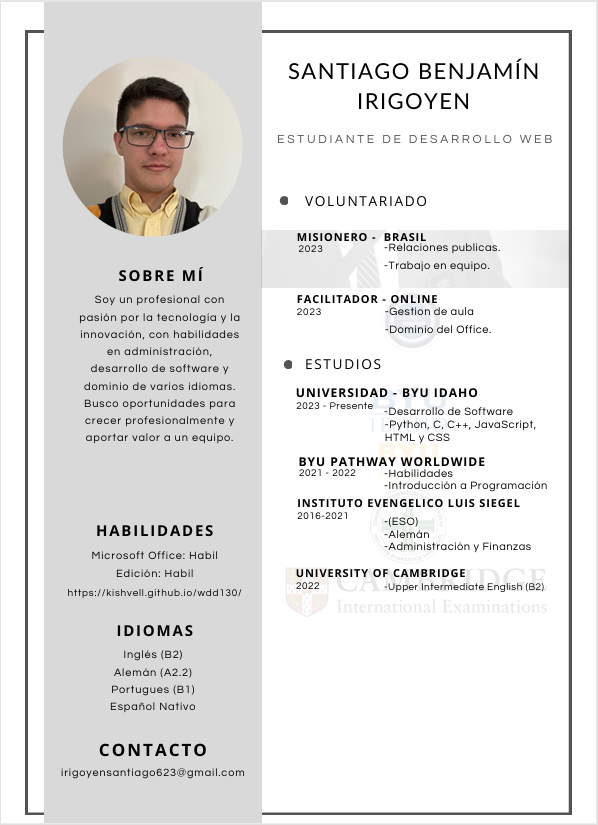 SANTIAGO BENJAMÍN
IRIGOYEN
ESTUDIANTE DE DESARROLLO WEB
SOBRE MÍ
Soy un profesional con
pasión por la tecnología y la
innovación, con habilidades
en administración,
desarrollo de software y
dominio de varios idiomas.
Busco oportunidades para
crecer profesionalmente y
aportar valor a un equipo.
HABILIDADES
Microsoft Office: Habil
Edición: Habil
https://kishvell.github.io/wdd130/
IDIOMAS
Inglés (B2)
Alemán (A2.2)
Portugues (B1)
Español Nativo
CONTACTO
irigoyensantiago623@gmail.com
VOLUNTARIADO
MISIONERO - BRASIL
2023
-Relaciones publicas.
-Trabajo en equipo.
FACILITADOR - ONLINE
2023
-Gestion de aula
-Dominio del Office.
ESTUDIOS
UNIVERSIDAD - BYU IDAHO
2023 - Presente
-Desarrollo de Software
-Python, C, C++, JavaScript,
HTML y CSS
BYU PATHWAY WORLDWIDE
2021 - 2022
-Habilidades
-Introducción a Programación
INSTITUTO EVENGELICO LUIS SIEGEL
2016-2021
-(ESO)
-Alemán
-Administración y Finanzas
UNIVERSITY OF CAMBRIDGE
2022
-Upper Intermediate English (B2)
CAMBRIDGE
International Examinations
BYU